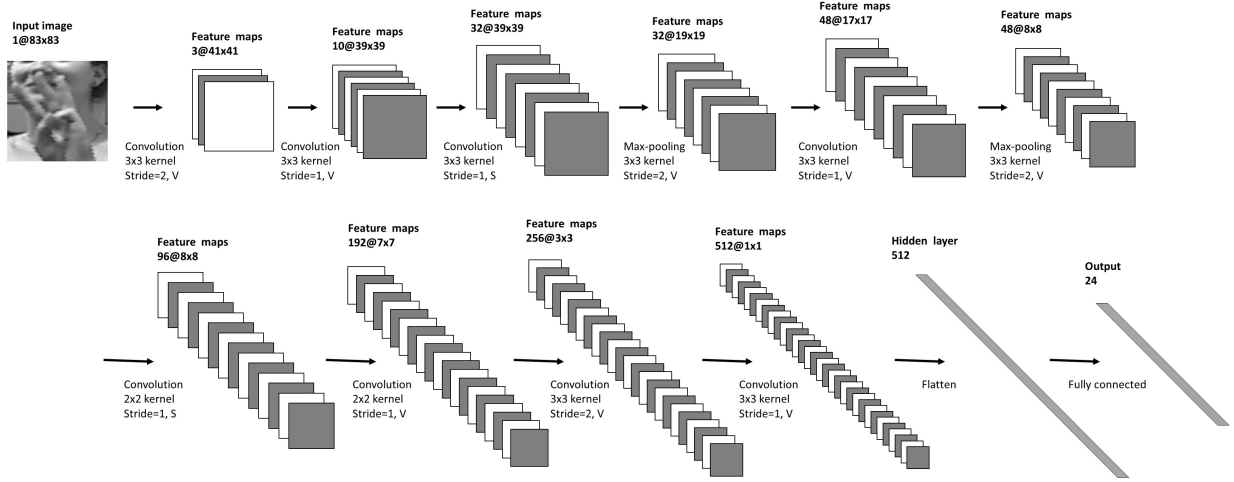 Input image
1@83x83
Feature maps
3@41x41
Feature maps
10@39x39
Feature maps
32@39x39
Feature maps
32@19x19
Feature maps
48@17x17
Feature maps
48@8x8
Convolution
3x3 kernel
Stride=2, V
Convolution
3x3 kernel
Stride=1, V
Convolution
3x3 kernel
Stride=1, S
Max-pooling
3x3 kernel
Stride=2, V
Convolution
3x3 kernel
Stride=1, V
Max-pooling
3x3 kernel
Stride=2, V
Feature maps
96@8x8
Feature maps
192@7x7
Feature maps
256@3x3
Feature maps
512@1x1
Hidden layer
512
Output
24
Convolution
2x2 kernel
Stride=1, S
Convolution
2x2 kernel
Stride=1, V
Convolution
3x3 kernel
Stride=2, V
Convolution
3x3 kernel
Stride=1, V
Flatten
Fully connected